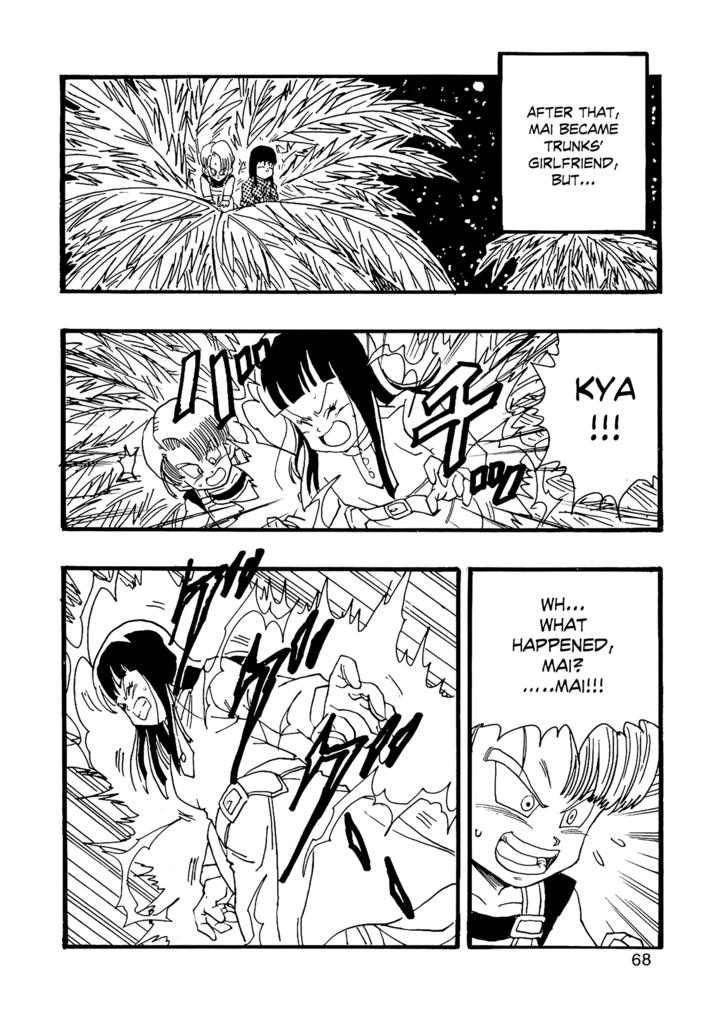 AFTER THAT,
MAI BECAME
TRUNKS'
GIRLFRIEND,
BUT...
KYA
!!!
WH...
WHAT
HAPPENED,
MAI?
.....MAI!!!
68